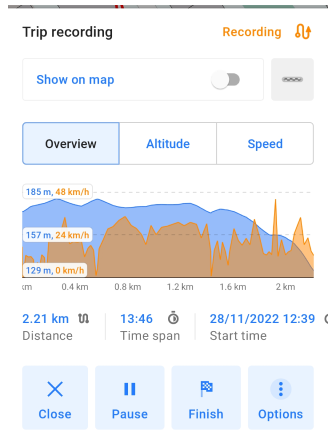 Trip recording
Recording
Show on map
Overview
Altitude
Speed
185 m, 48 km/h
157 m, 24 km/h
129 m, 0 km/h
km 0.4 km 0.8 km 1.2 km 1.6 km 2 km
2.21 km 13:46 28/11/2022 12:39
Distance Time span Start time
Close Pause Finish Options